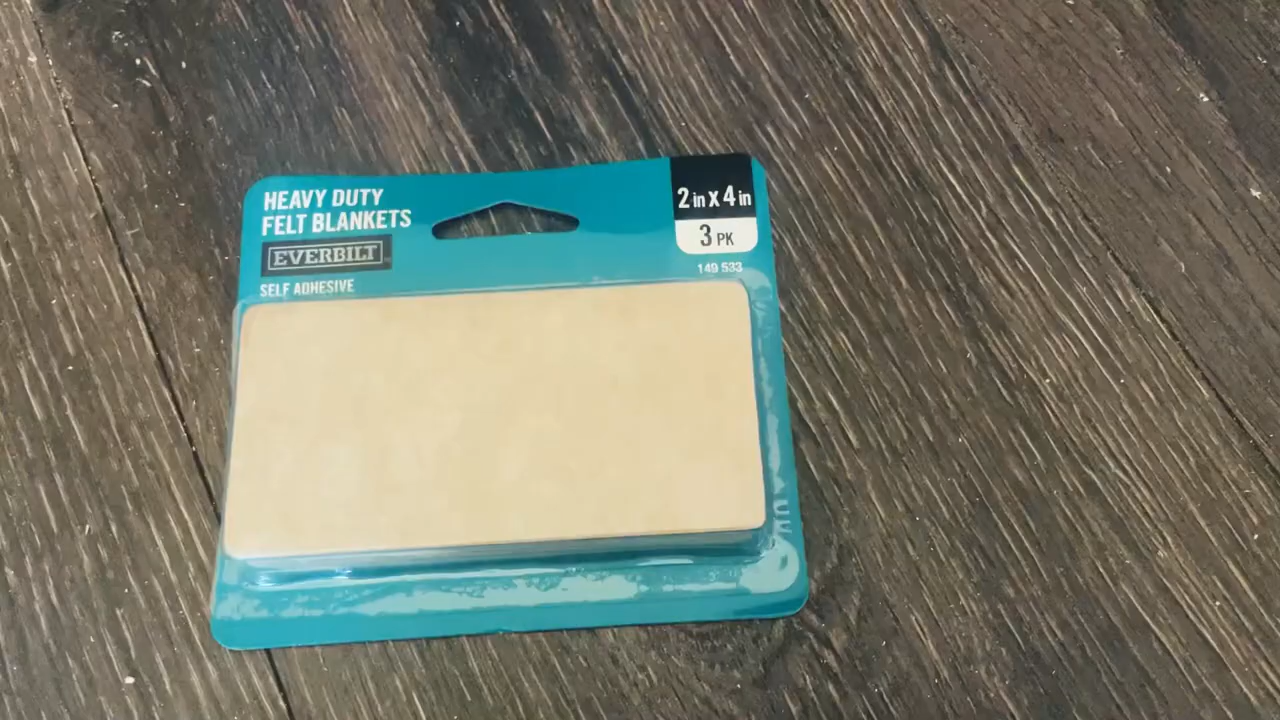 HEAVY DUTY
FELT BLANKETS
EVERBILT
SELF ADHESIVE
2 in x 4 in
3 PK
149 533